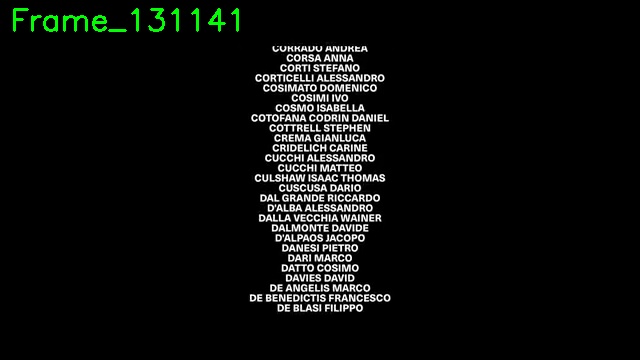 Frame_131141
CORRADO ANDREA
CORSA ANNA
CORTI STEFANO
CORTICELLI ALESSANDRO
COSIMATO DOMENICO
COSIMI IVO
COSMO ISABELLA
COTOFANA CODRIN DANIEL
COTTRELL STEPHEN
CREMA GIANLUCA
CRIDELICH CARINE
CUCCHI ALESSANDRO
CUCCHI MATTEO
CULSHAW ISAAC THOMAS
CUSCUSA DARIO
DAL GRANDE RICCARDO
D'ALBA ALESSANDRO
DALLA VECCHIA WAINER
DALMONTE DAVIDE
D'ALPAOS JACOPO
DANESI PIETRO
DARI MARCO
DATTO COSIMO
DAVIES DAVID
DE ANGELIS MARCO
DE BENEDICTIS FRANCESCO
DE BLASI FILIPPO